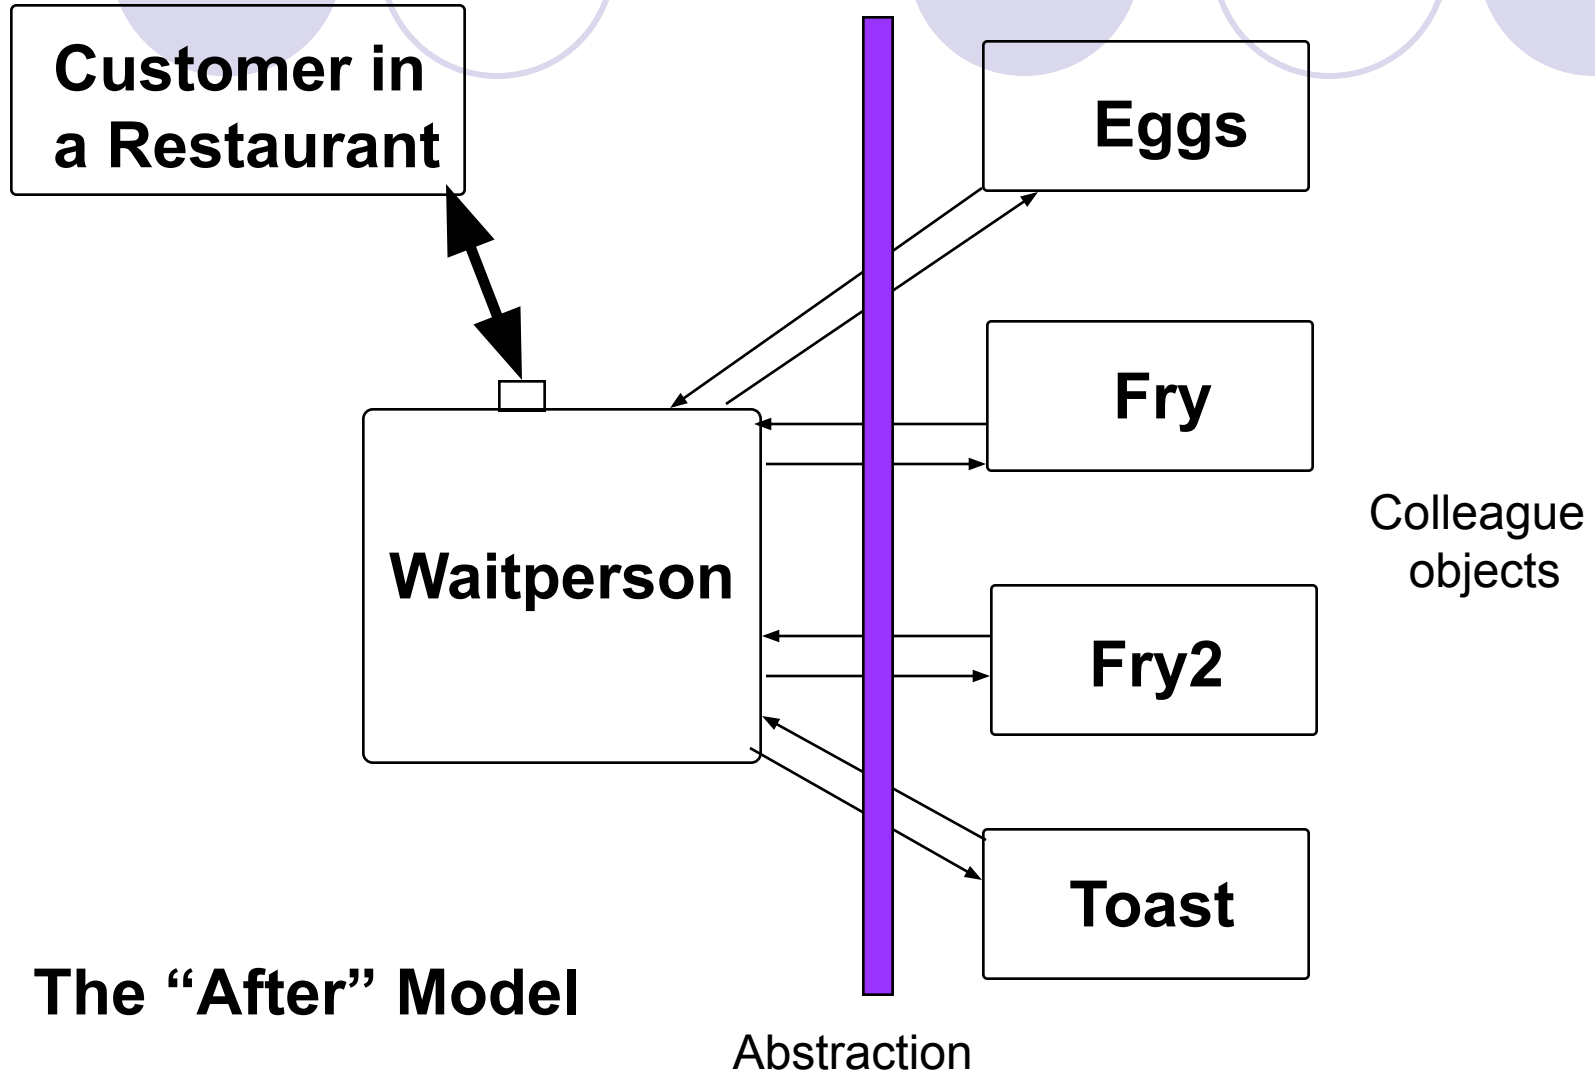 Customer in
a Restaurant
Eggs
Fry
Waitperson
Colleague
objects
Fry2
Toast
The “After” Model
Abstraction